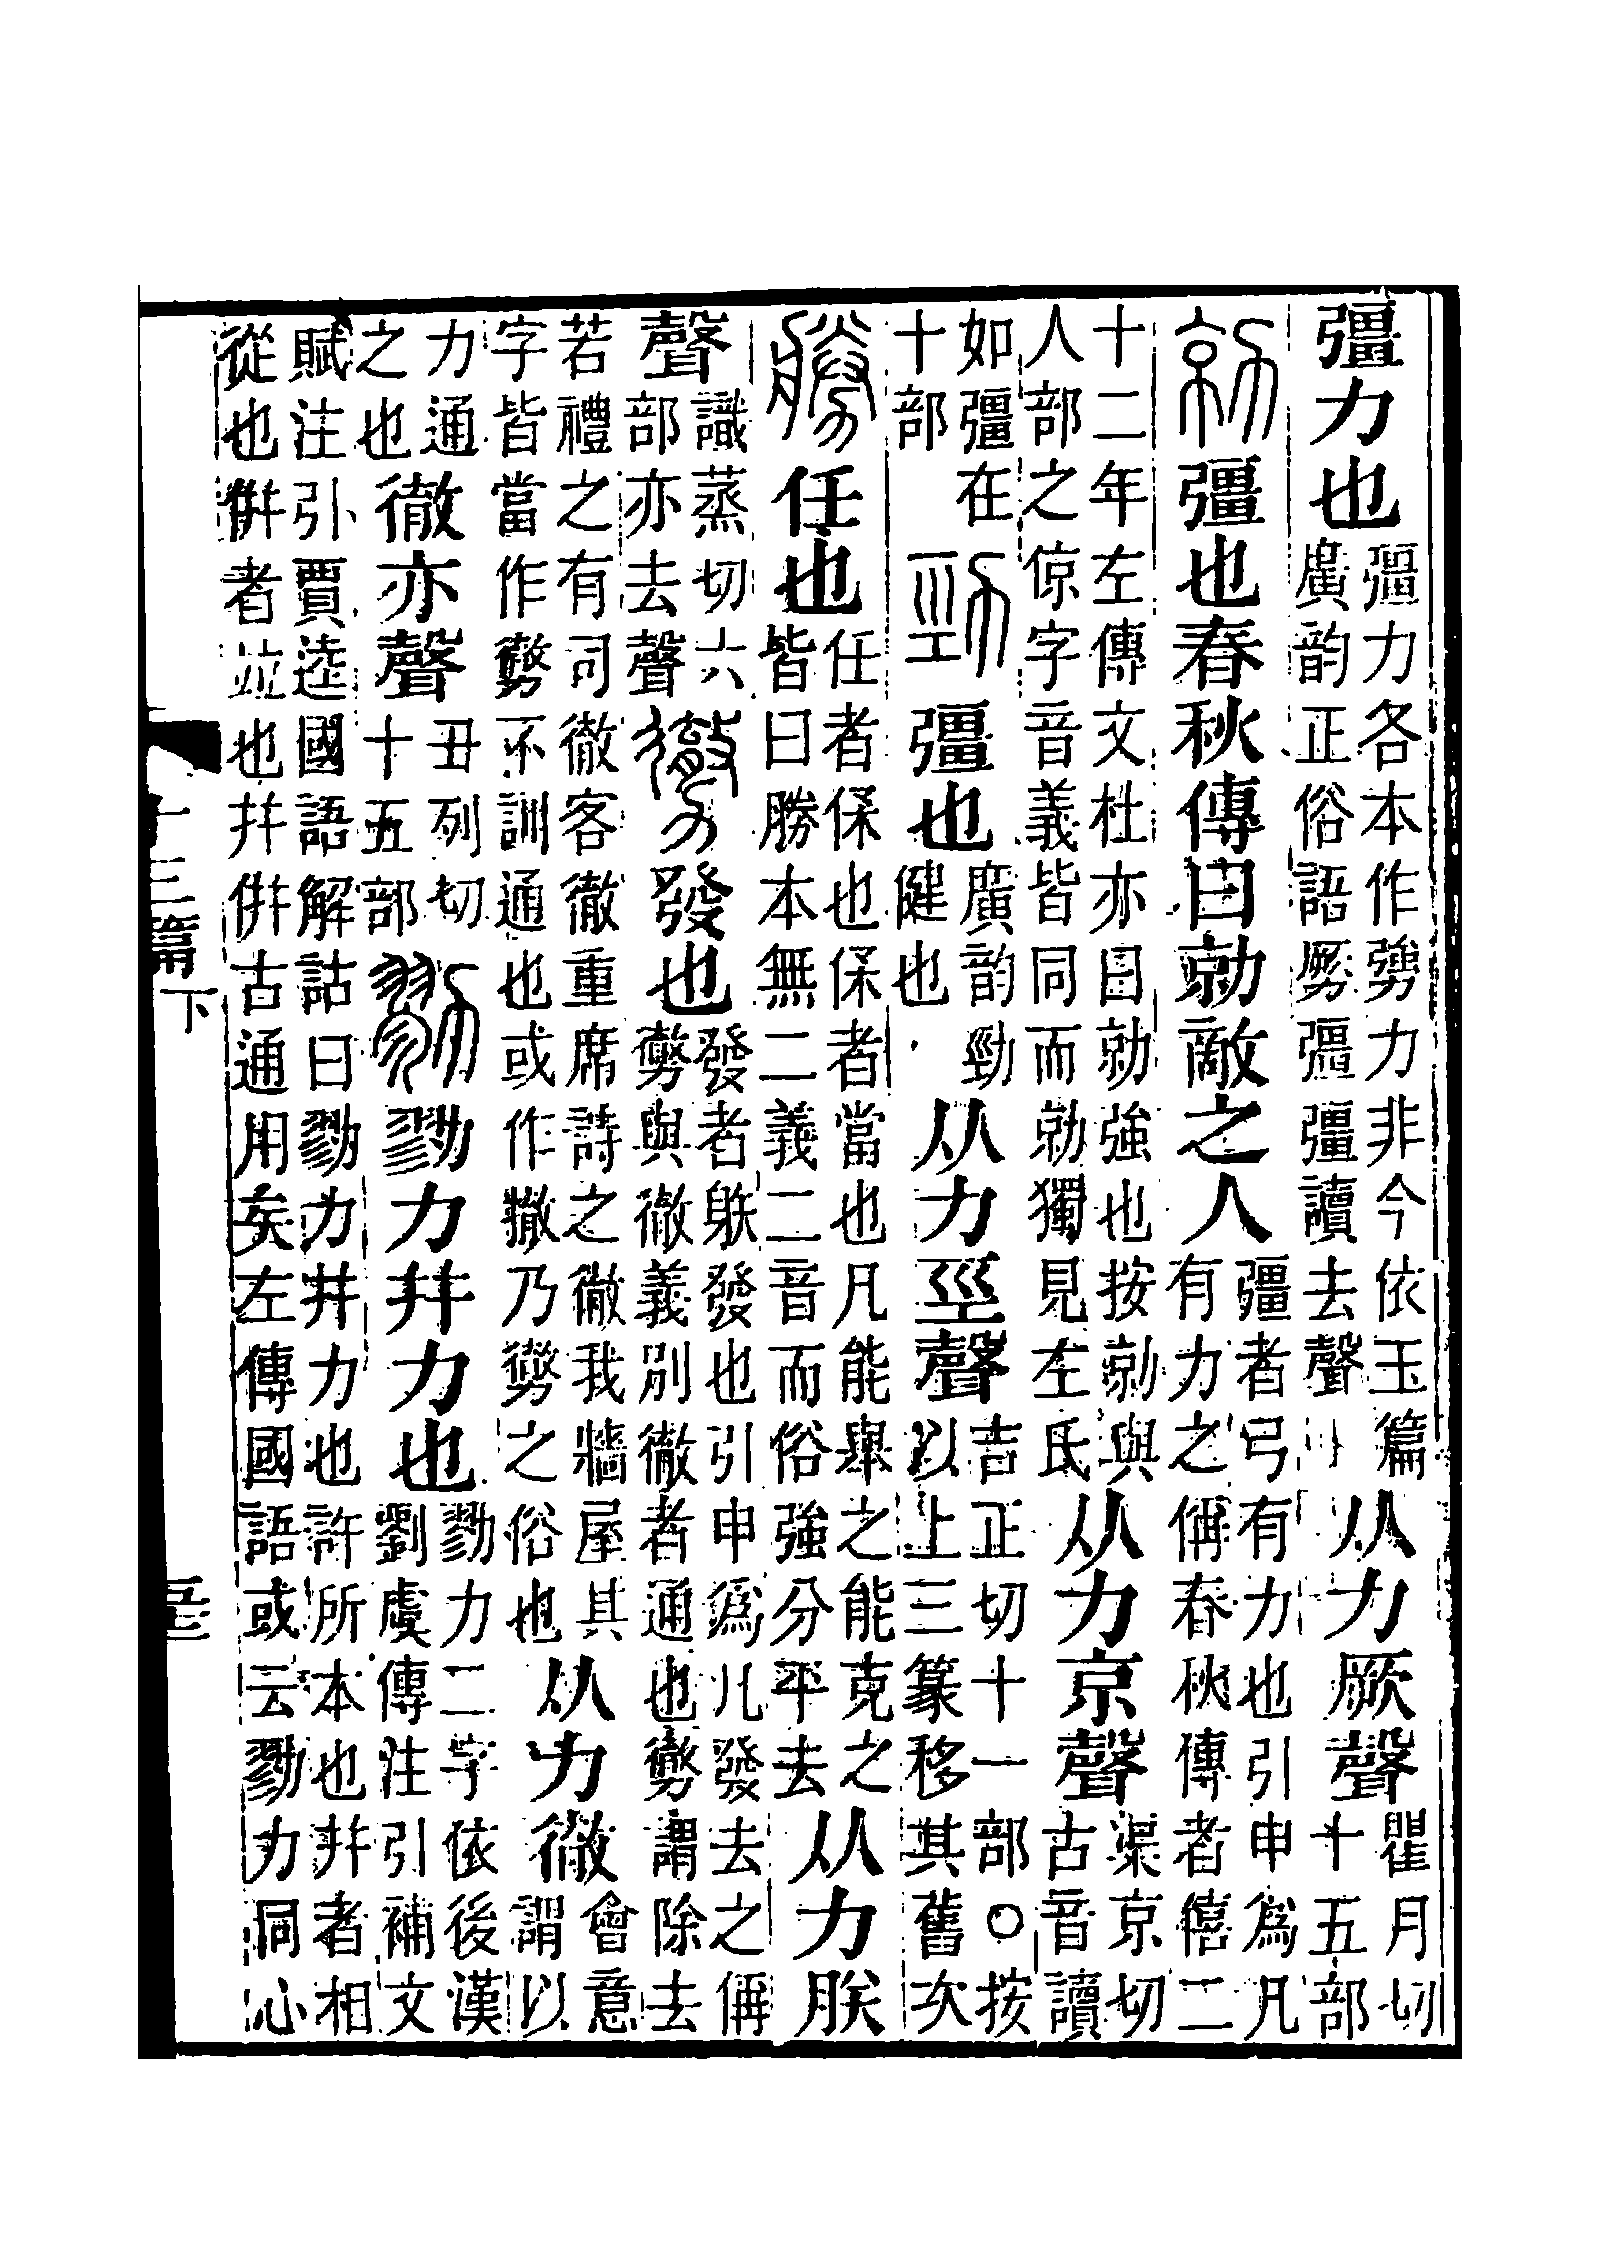 彊力也彊力各本作勥力非今依玉篇廣韵正俗語勥彊彊讀去聲从力厥聲瞿月切十五部
勍彊也春秋傳曰勍敵之人彊者弓有力也引申爲凡有力之偁春秋傳者僖二
十二年左傳文杜亦曰勍強也按勍與人部之倞字音義皆同而勍獨見左氏从力京聲渠京切古音讀
如彊在十部勁彊也廣韵勁健也从力巠聲吉正切十一部○按以上三篆移其舊次
勝任也任者保也保者當也凡能舉之能克之皆曰勝本無二義二音而俗強分平去从力朕
聲識蒸切六部亦去聲勶發也發者躲發也引申爲凡發去之偁勶與徹義別徹者通也勶謂除去
若禮之有司徹客徹重席詩之徹我牆屋其字皆當作勶不訓通也或作撤乃勶之俗也从力徹會意謂以
力通之也徹亦聲丑列切十五部勠勠力幷力也勠力二字依後漢劉虞傳注引補文
賦注引賈逵國語解詁曰勠力幷力也許所本也幷者相從也併者並也幷併古通用矣左傳國語或云勠力同心
十三篇下